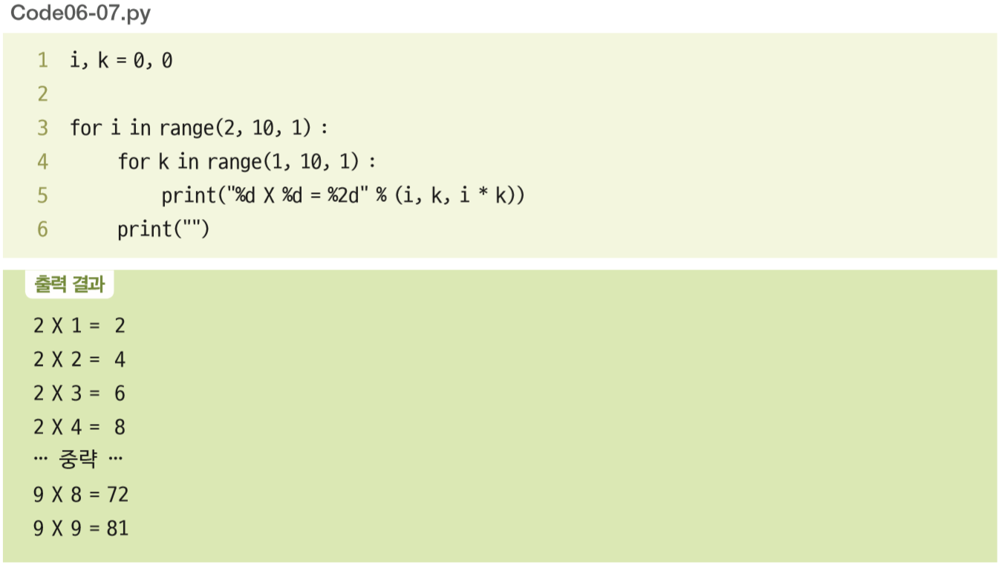 Code06-07.py
1 i, k = 0, 0
2
3 for i in range(2, 10, 1) :
4     for k in range(1, 10, 1) :
5         print("%d X %d = %2d" % (i, k, i * k))
6     print("")
출력 결과
2 X 1 =  2
2 X 2 =  4
2 X 3 =  6
2 X 4 =  8
… 중략 …
9 X 8 = 72
9 X 9 = 81